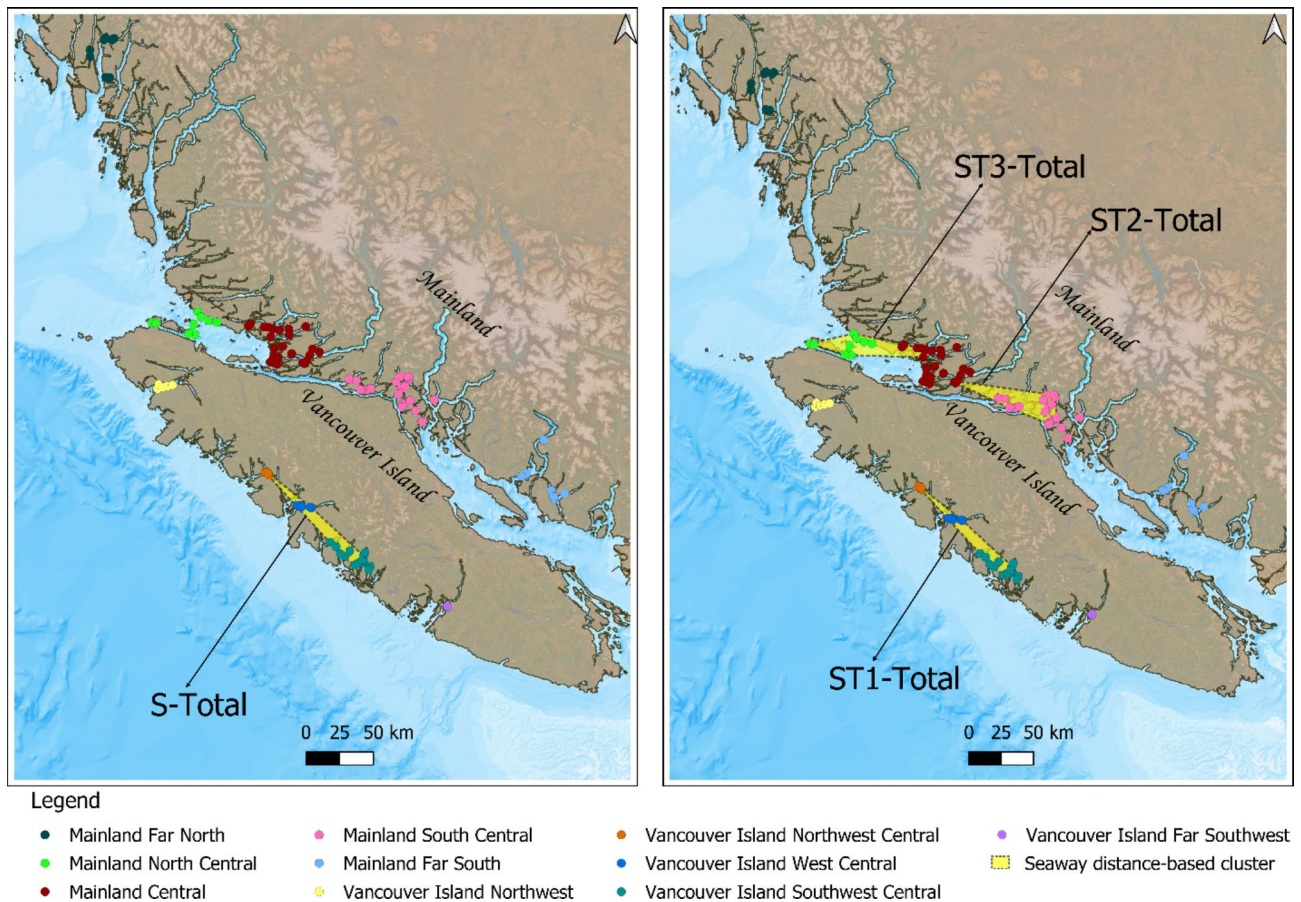 Mainland
Vancouver Island
S-Total
0 25 50 km
ST3-Total
ST2-Total
Mainland
Vancouver Island
ST1-Total
0 25 50 km
Legend
Mainland Far North
Mainland North Central
Mainland Central
Mainland South Central
Mainland Far South
Vancouver Island Northwest
Vancouver Island Northwest Central
Vancouver Island West Central
Vancouver Island Southwest Central
Vancouver Island Far Southwest
Seaway distance-based cluster